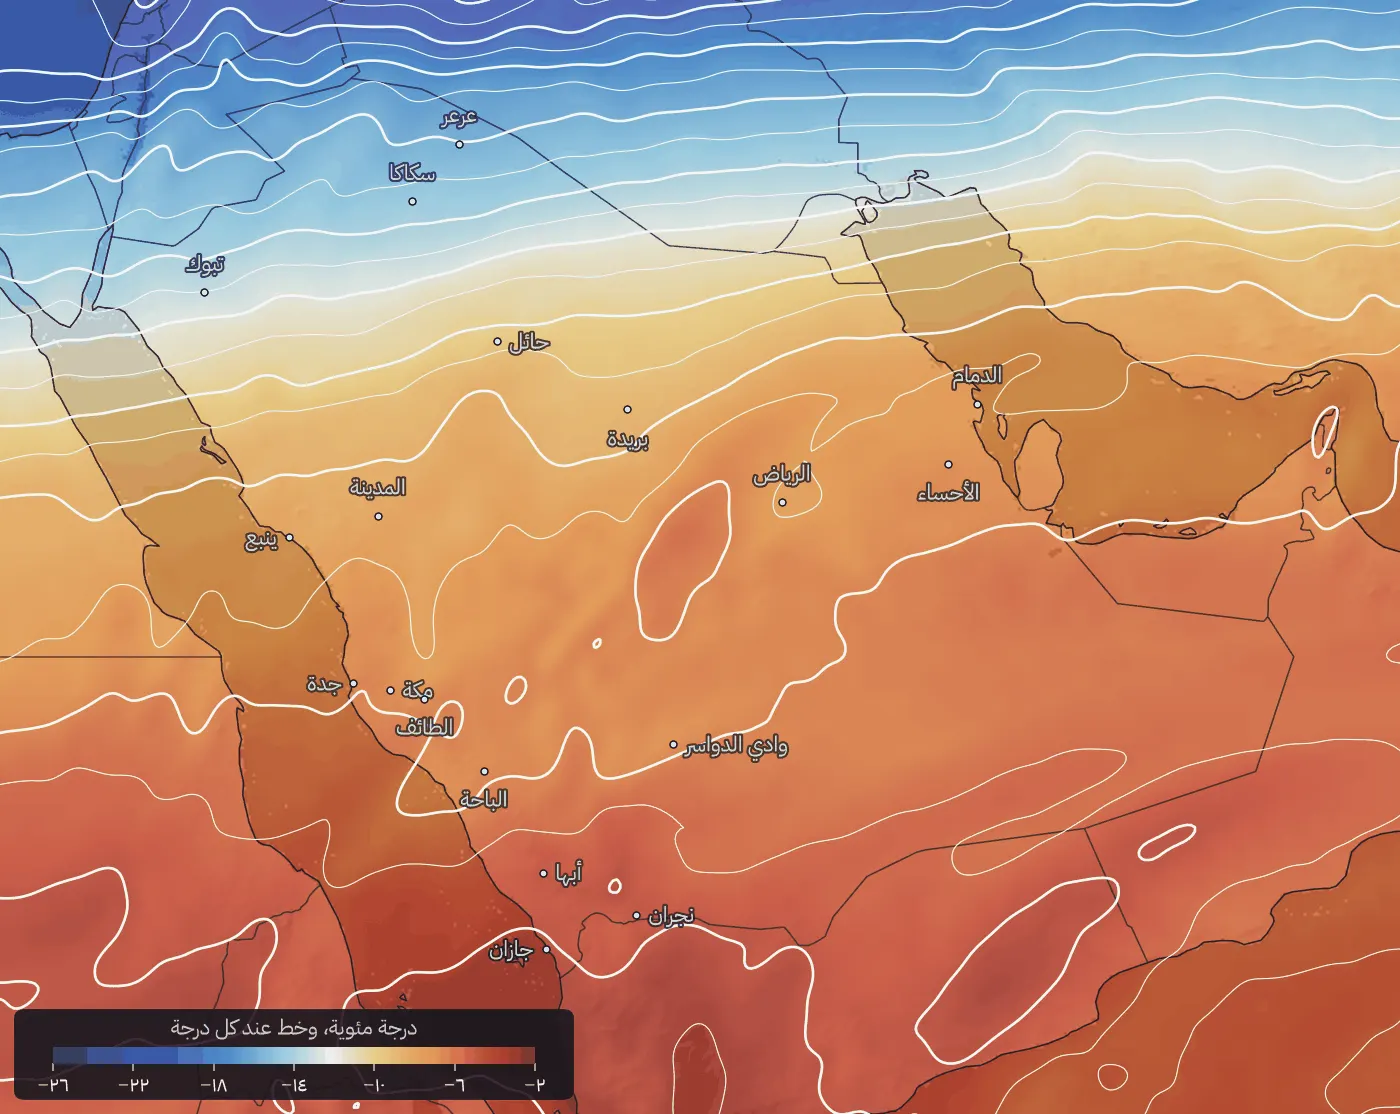 عرعر
سكاكا
تبوك
حائل
الدمام
بريدة
الرياض
المدينة
الأحساء
ينبع
جدة
مكة
الطائف
وادي الدواسر
الباحة
أبها
نجران
جازان
درجة مئوية، وخط عند كل درجة
−٢٦ −٢٢ −١٨ −١٤ −١٠ −٦ −٢